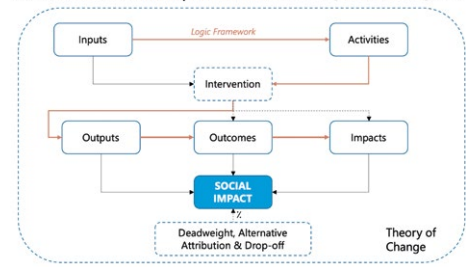 Logic Framework
Inputs
Activities
Intervention
Outputs
Outcomes
Impacts
SOCIAL
IMPACT
Deadweight, Alternative
Attribution & Drop-off
Theory of
Change